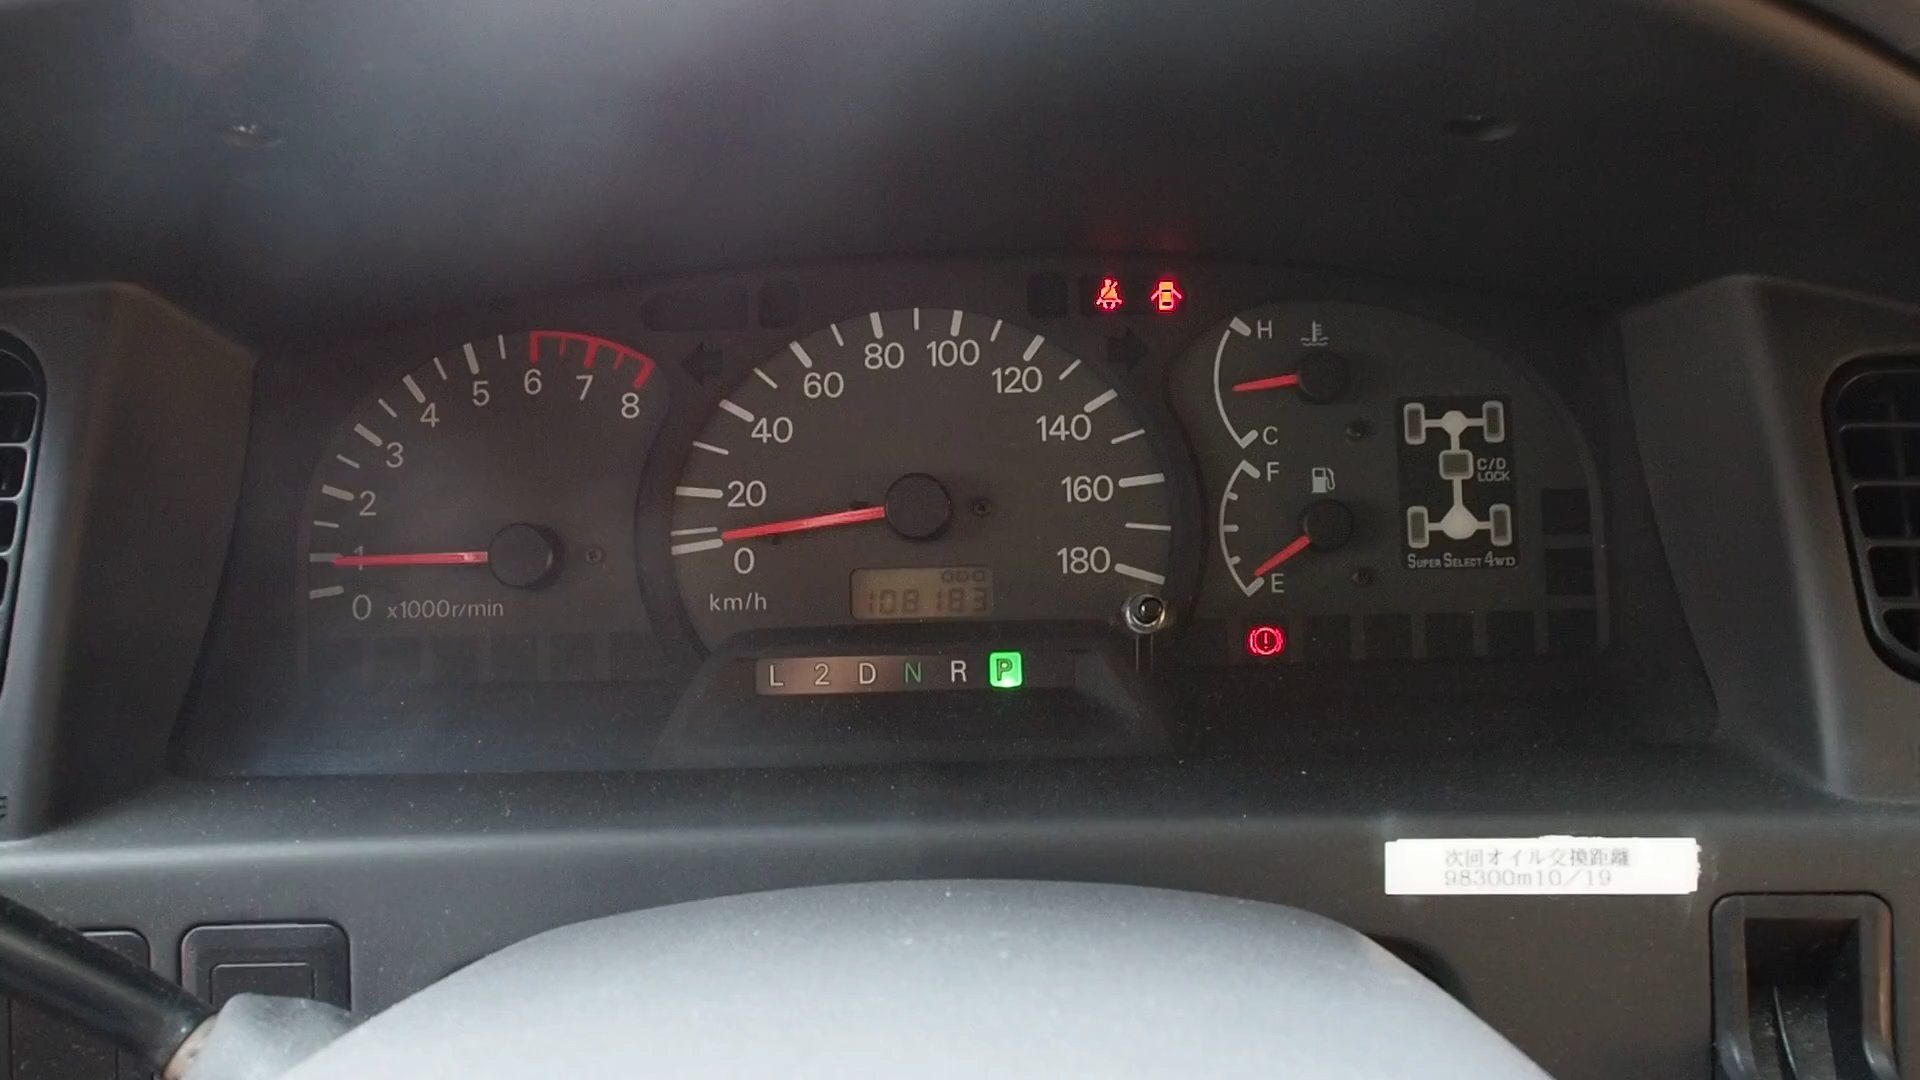 0 1 2 3 4 5 6 7 8
x1000r/min
0 20 40 60 80 100 120 140 160 180
km/h
ODO
108183
L 2 D N R P
H
C
F
E
C/D
LOCK
SUPER SELECT 4WD
次回オイル交換距離
98300m10/19